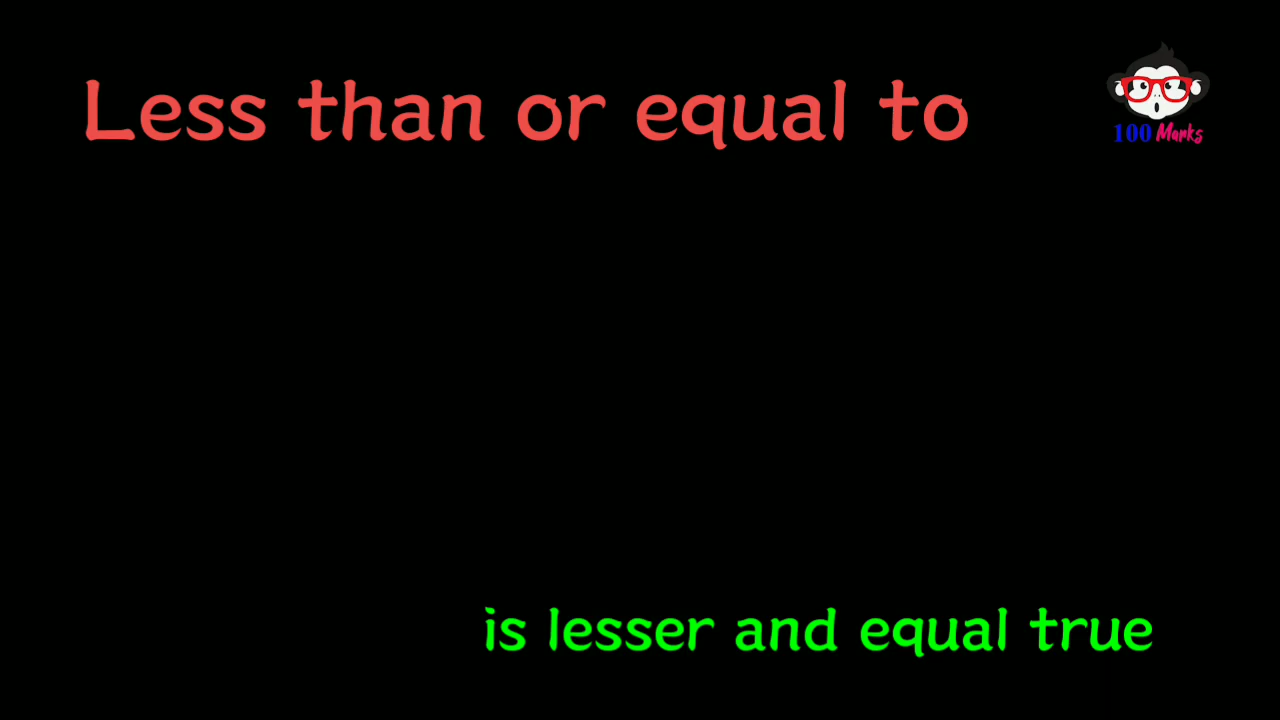 Less than or equal to
100 Marks
is lesser and equal true